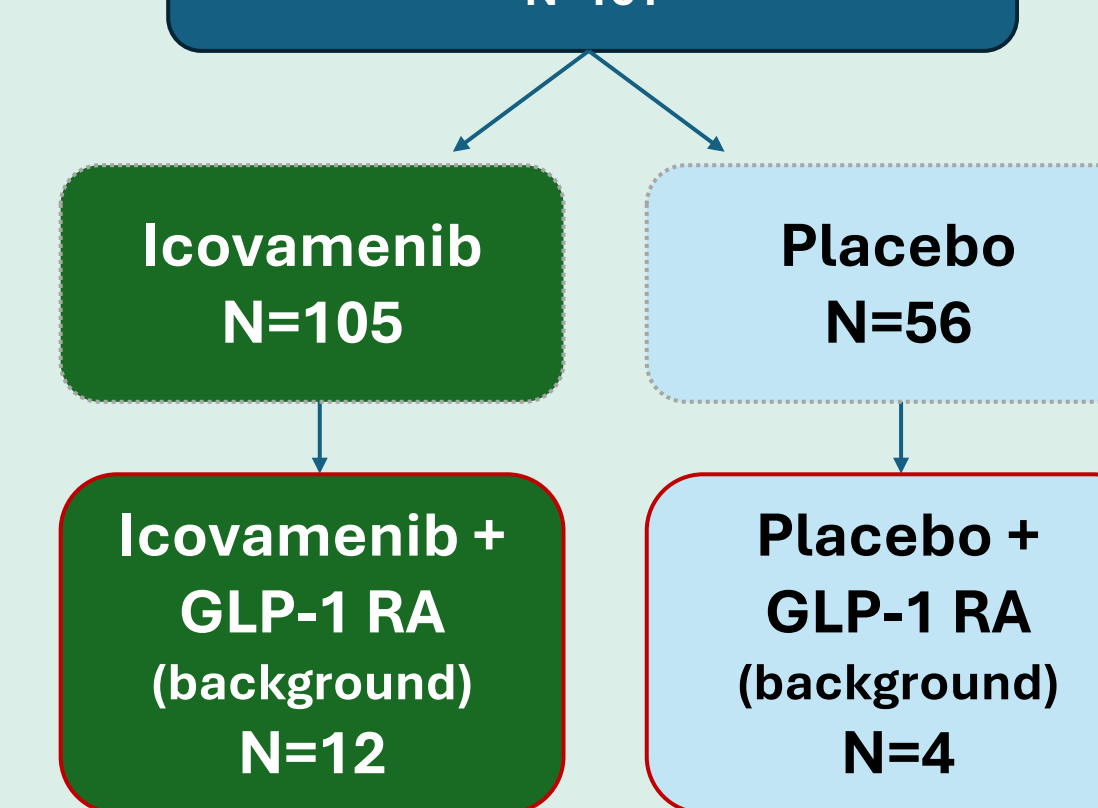 Icovamenib
N=105
Placebo
N=56
Icovamenib +
GLP-1 RA
(background)
N=12
Placebo +
GLP-1 RA
(background)
N=4